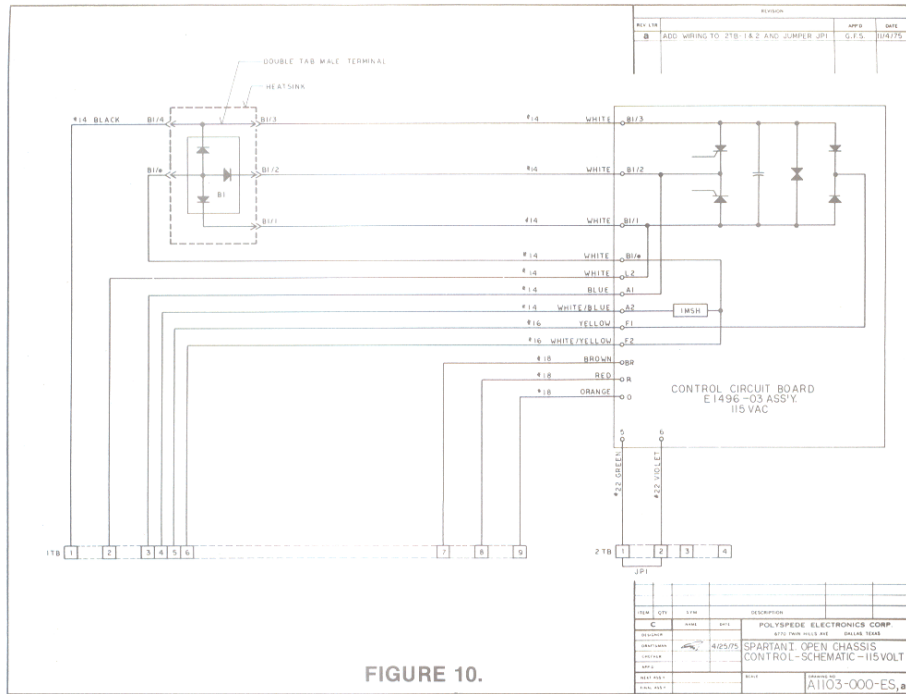 REVISION
REV LTR APP'D DATE
a ADD WIRING TO 2TB-1&2 AND JUMPER JP1 G.F.S. 11/4/75
DOUBLE TAB MALE TERMINAL
HEATSINK
#14 BLACK B1/4 B1/3 #14 WHITE B1/3
B1/e B1/2 #14 WHITE B1/2
B1
B1/1 #14 WHITE B1/1
#14 WHITE B1/e
#14 WHITE L2
#14 BLUE A1
#14 WHITE/BLUE A2 1MSH
#16 YELLOW F1
#16 WHITE/YELLOW F2
#18 BROWN BR
#18 RED R
#18 ORANGE O
CONTROL CIRCUIT BOARD
E1496-03 ASS'Y.
115 VAC
5 6
#22 GREEN
#22 VIOLET
1TB 1 2 3 4 5 6 7 8 9 2TB 1 2 3 4
JP1
ITEM QTY SYM DESCRIPTION
C NAME DATE POLYSPEDE ELECTRONICS CORP.
6770 TWIN HILLS AVE DALLAS TEXAS
DESIGNER
DRAFTSMAN 4/25/75 SPARTAN I OPEN CHASSIS
CHECKER CONTROL-SCHEMATIC-115VOLT
APP'D
NEXT ASS'Y SCALE DRAWING NO
FINAL ASS'Y A1103-000-ES, a
FIGURE 10.